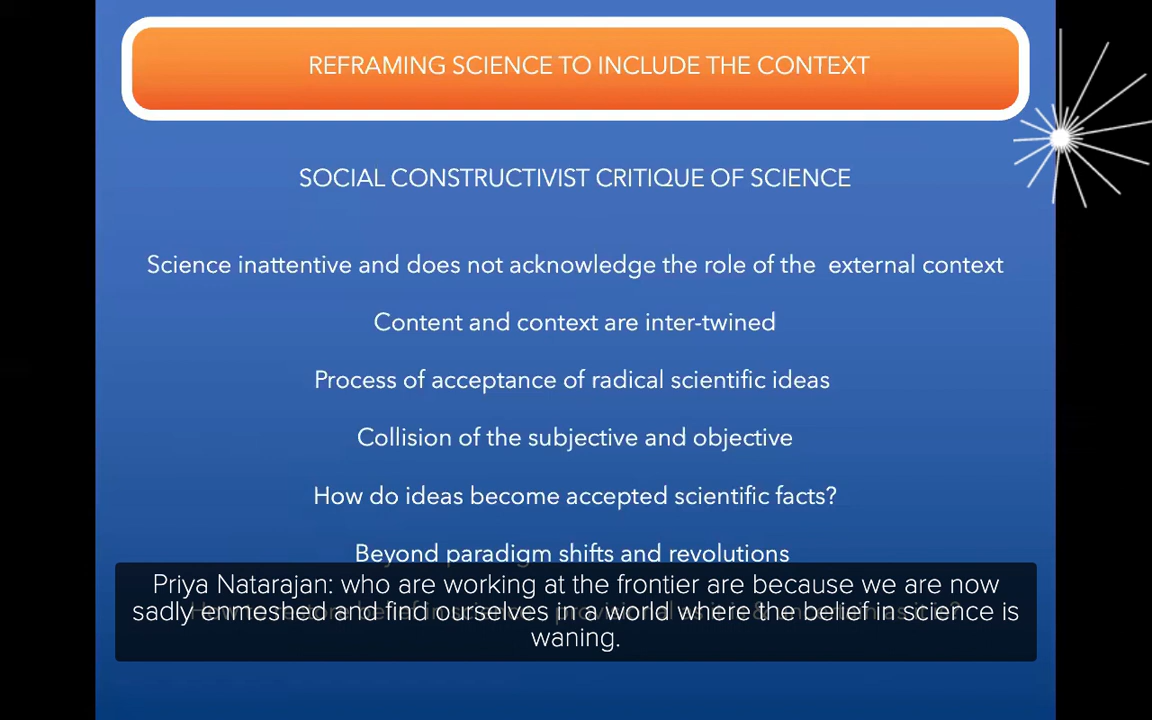 REFRAMING SCIENCE TO INCLUDE THE CONTEXT
SOCIAL CONSTRUCTIVIST CRITIQUE OF SCIENCE
Science inattentive and does not acknowledge the role of the external context
Content and context are inter-twined
Process of acceptance of radical scientific ideas
Collision of the subjective and objective
How do ideas become accepted scientific facts?
Beyond paradigm shifts and revolutions
Priya Natarajan: who are working at the frontier are because we are now
sadly enmeshed and find ourselves in a world where the belief in science is
waning.